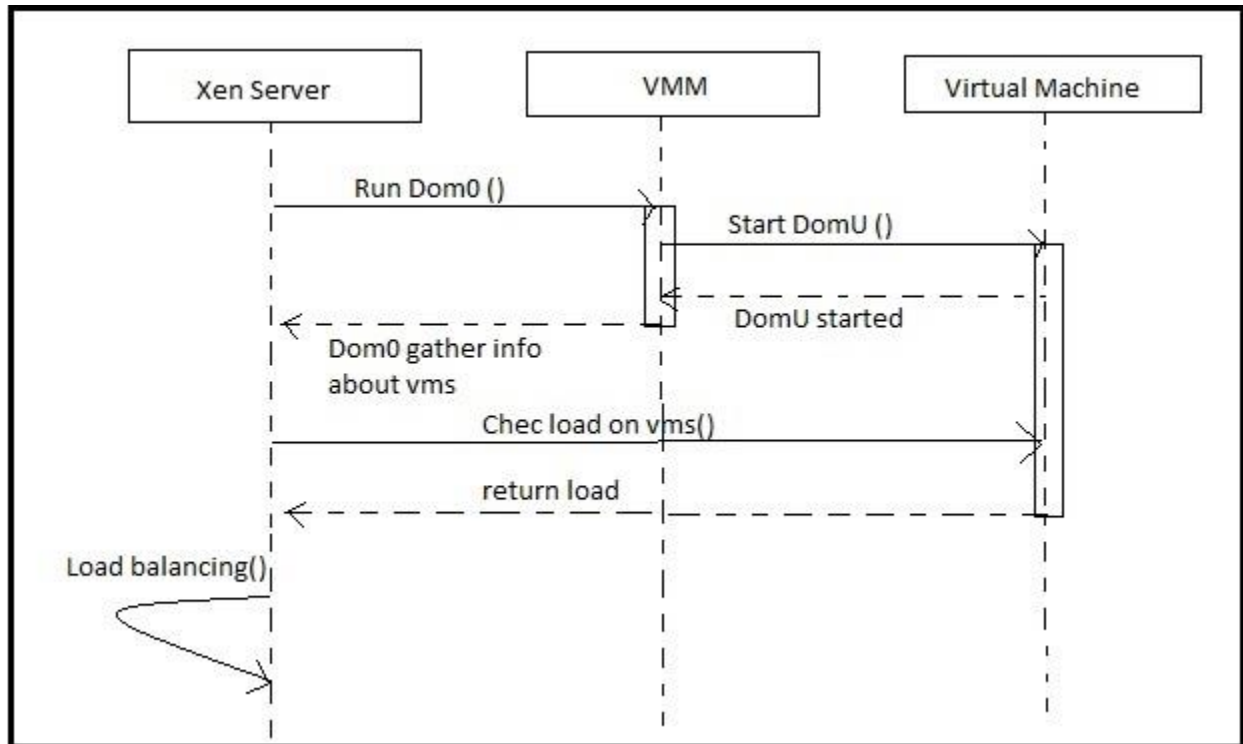 Xen Server
VMM
Virtual Machine
Run Dom0 ()
Start DomU ()
DomU started
Dom0 gather info
about vms
Chec load on vms()
return load
Load balancing()